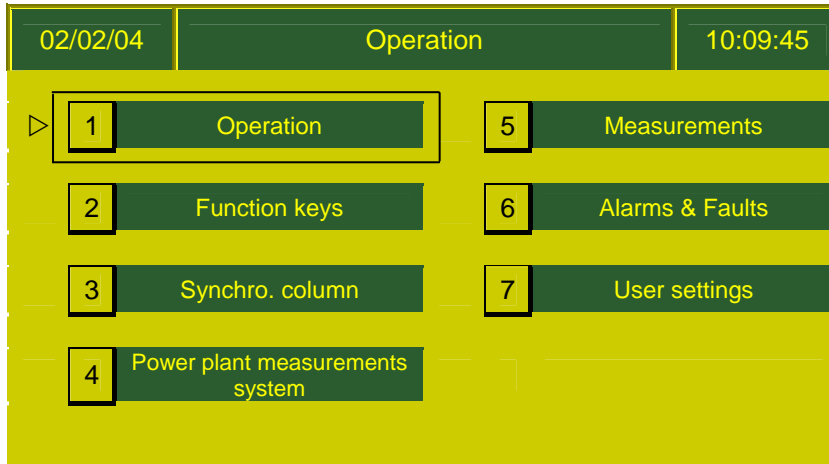 02/02/04 Operation 10:09:45
1 Operation
2 Function keys
3 Synchro. column
4 Power plant measurements
system
5 Measurements
6 Alarms & Faults
7 User settings